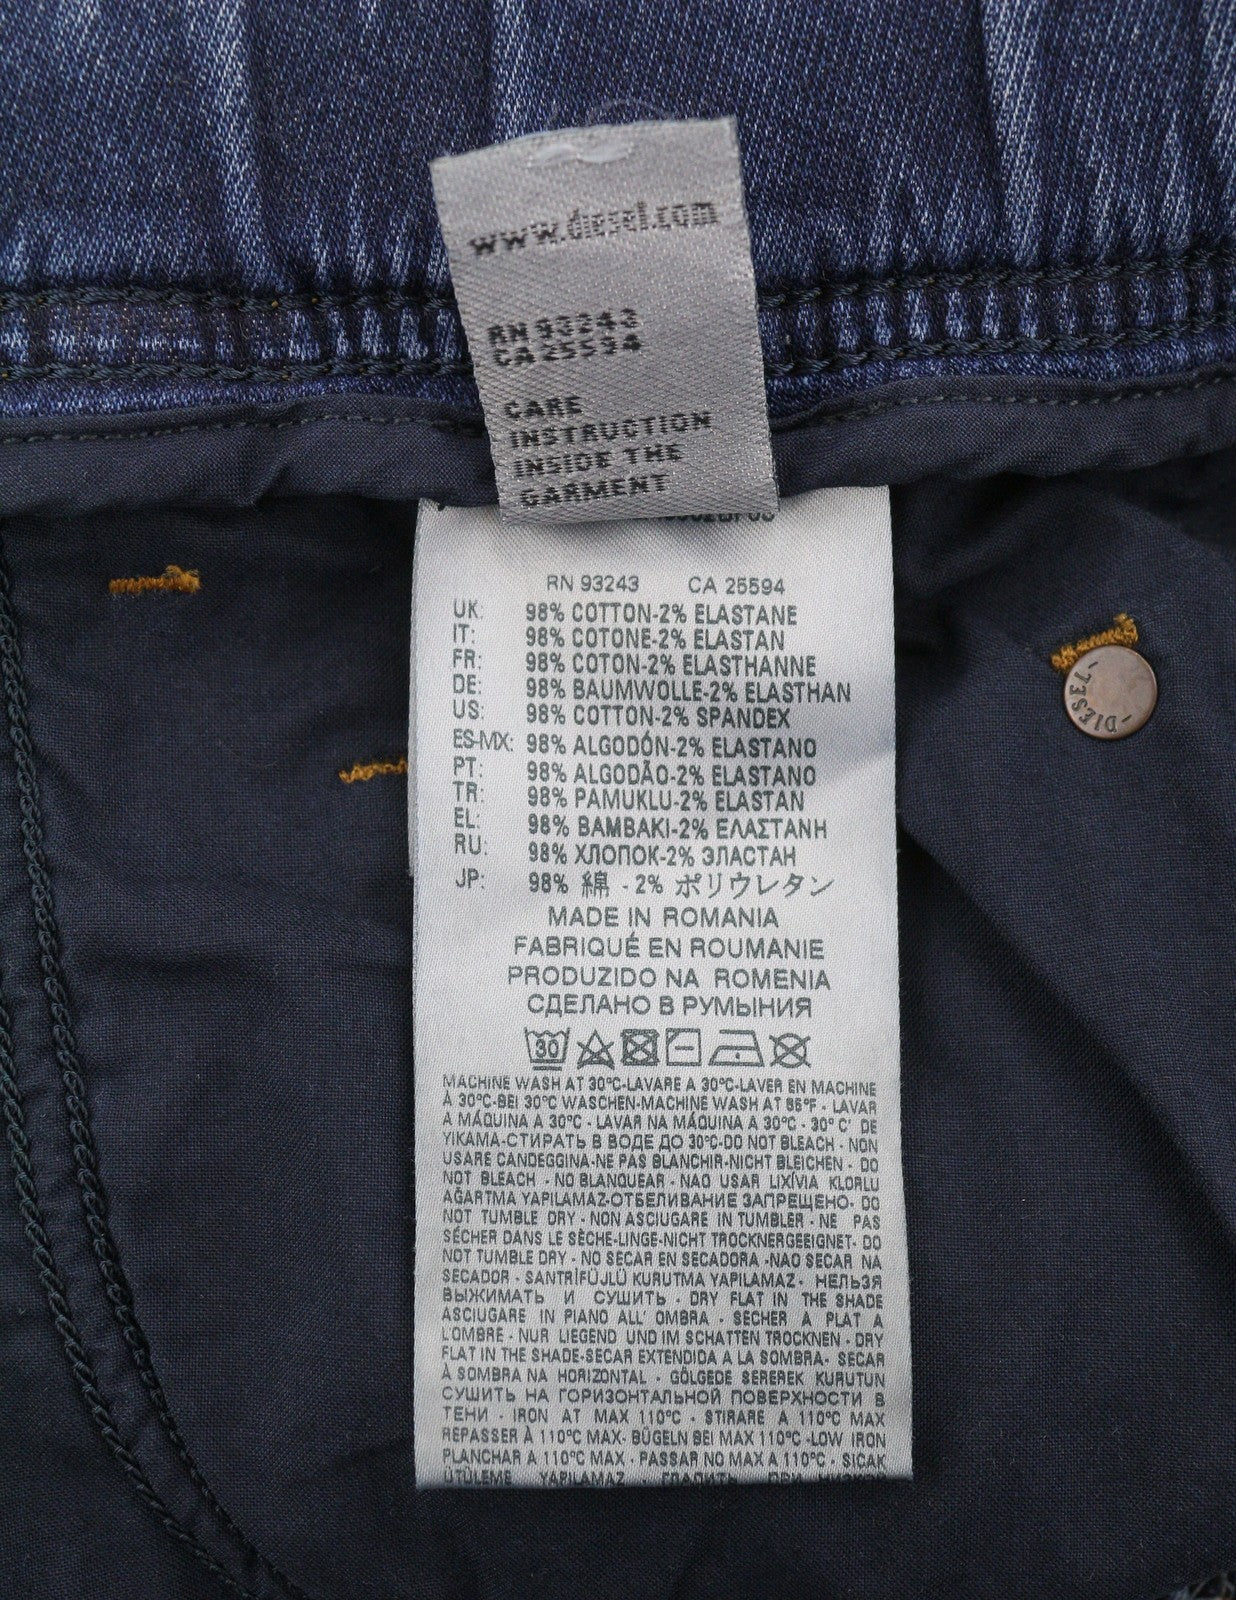 www.diesel.com
RN 93243
CA 25594
CARE
INSTRUCTION
INSIDE THE
GARMENT
RN 93243 CA 25594
UK: 98% COTTON-2% ELASTANE
IT: 98% COTONE-2% ELASTAN
FR: 98% COTON-2% ELASTHANNE
DE: 98% BAUMWOLLE-2% ELASTHAN
US: 98% COTTON-2% SPANDEX
ES-MX: 98% ALGODÓN-2% ELASTANO
PT: 98% ALGODÃO-2% ELASTANO
TR: 98% PAMUKLU-2% ELASTAN
EL: 98% ΒΑΜΒΑΚΙ-2% ΕΛΑΣΤΑΝΗ
RU: 98% ХЛОПОК-2% ЭЛАСТАН
JP: 98% 綿 - 2% ポリウレタン
MADE IN ROMANIA
FABRIQUÉ EN ROUMANIE
PRODUZIDO NA ROMENIA
СДЕЛАНО В РУМЫНИЯ
30
MACHINE WASH AT 30°C-LAVARE A 30°C-LAVER EN MACHINE
À 30°C-BEI 30°C WASCHEN-MACHINE WASH AT 86°F - LAVAR
A MÁQUINA A 30°C - LAVAR NA MÁQUINA A 30°C - 30° C' DE
YIKAMA-СТИРАТЬ В ВОДЕ ДО 30°C-DO NOT BLEACH - NON
USARE CANDEGGINA-NE PAS BLANCHIR-NICHT BLEICHEN - DO
NOT BLEACH - NO BLANQUEAR - NAO USAR LIXÍVIA KLORLU
AĞARTMA YAPILAMAZ-ОТБЕЛИВАНИЕ ЗАПРЕЩЕНО- DO
NOT TUMBLE DRY - NON ASCIUGARE IN TUMBLER - NE PAS
SÉCHER DANS LE SÈCHE-LINGE-NICHT TROCKNERGEEIGNET- DO
NOT TUMBLE DRY - NO SECAR EN SECADORA -NAO SECAR NA
SECADOR - SANTRİFÜJLÜ KURUTMA YAPILAMAZ - НЕЛЬЗЯ
ВЫЖИМАТЬ И СУШИТЬ - DRY FLAT IN THE SHADE
ASCIUGARE IN PIANO ALL' OMBRA - SÉCHER À PLAT A
L'OMBRE - NUR LIEGEND UND IM SCHATTEN TROCKNEN - DRY
FLAT IN THE SHADE-SECAR EXTENDIDA A LA SOMBRA- SECAR
À SOMBRA NA HORIZONTAL - GÖLGEDE SEREREK KURUTUN
СУШИТЬ НА ГОРИЗОНТАЛЬНОЙ ПОВЕРХНОСТИ В
ТЕНИ - IRON AT MAX 110°C - STIRARE A 110°C MAX
REPASSER À 110°C MAX- BÜGELN BEI MAX 110°C -LOW IRON
PLANCHAR A 110°C MAX - PASSAR NO MAX A 110°C - SICAK
ÜTÜLEME YAPILAMAZ ГЛАДИТЬ
DIESEL-73-